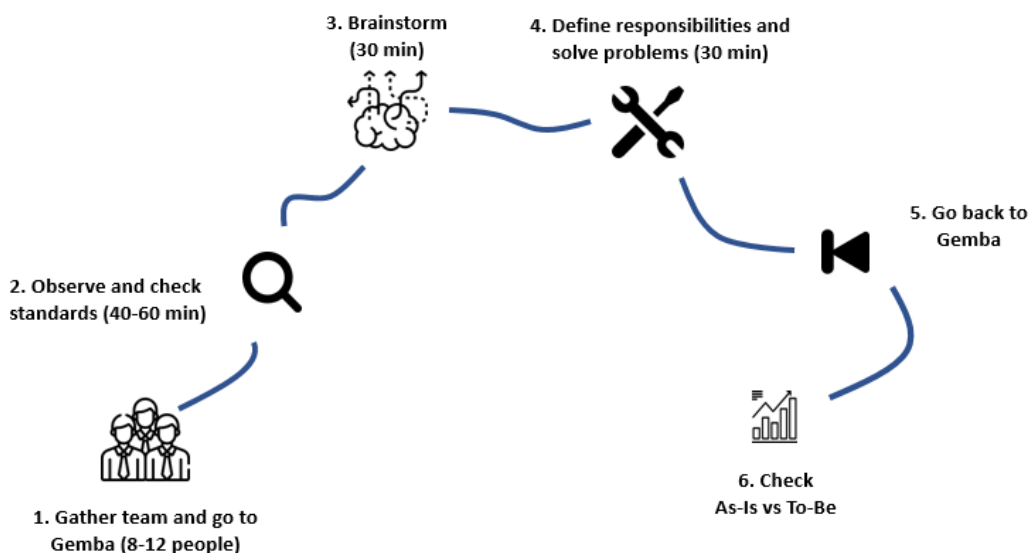 1. Gather team and go to
Gemba (8-12 people)
2. Observe and check
standards (40-60 min)
3. Brainstorm
(30 min)
4. Define responsibilities and
solve problems (30 min)
5. Go back to
Gemba
6. Check
As-Is vs To-Be